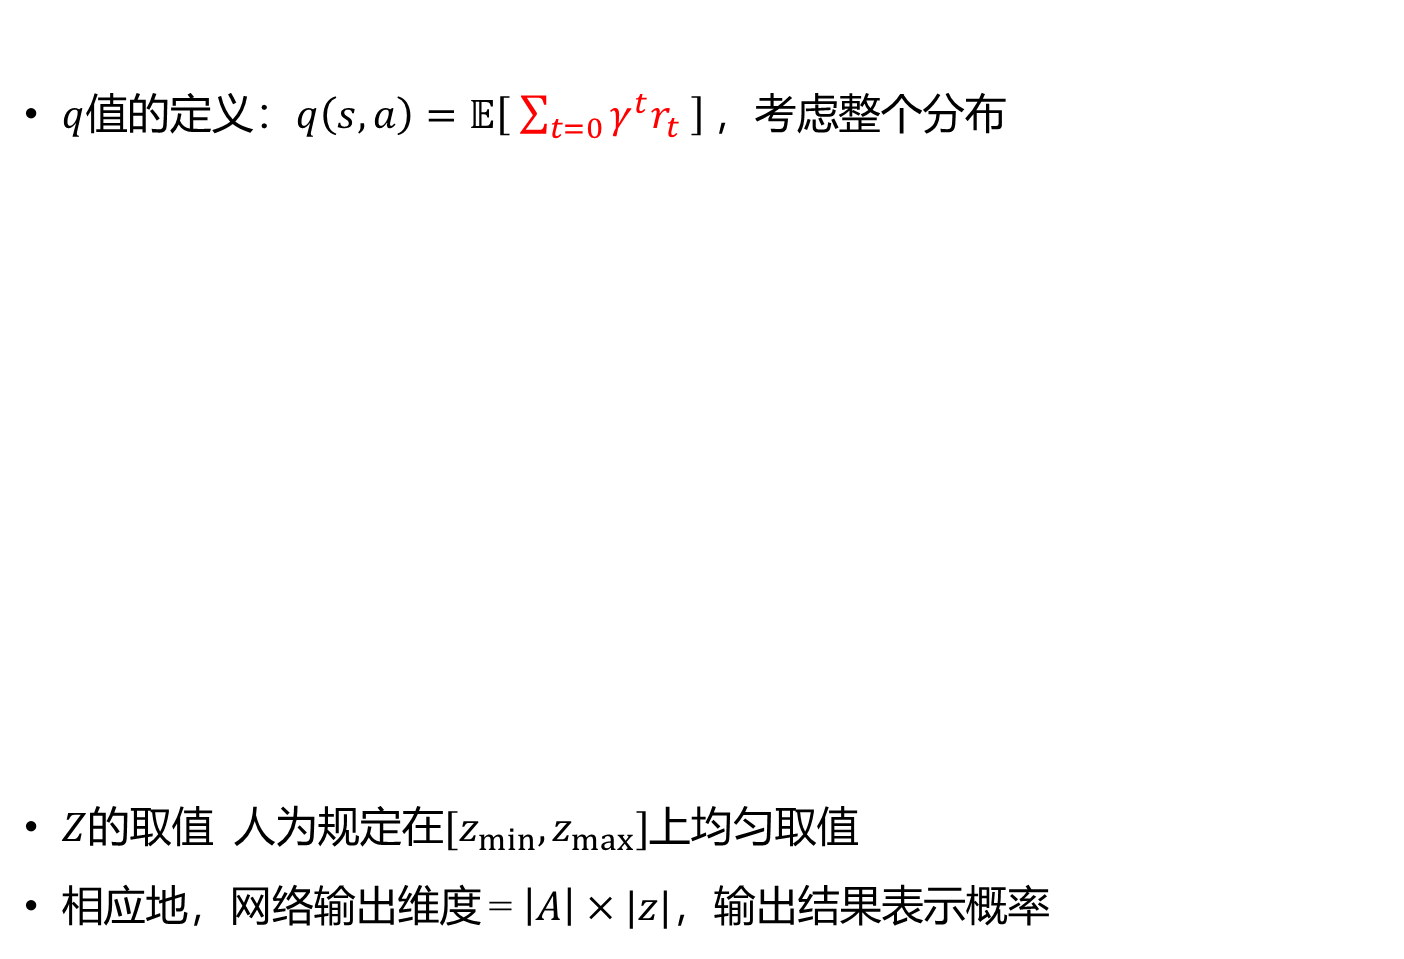 • q值的定义：q(s,a) = 𝔼[ ∑ₜ₌₀ γᵗrₜ ]，考虑整个分布
• Z的取值 人为规定在[z_min, z_max]上均匀取值
• 相应地，网络输出维度 = |A| × |z|，输出结果表示概率